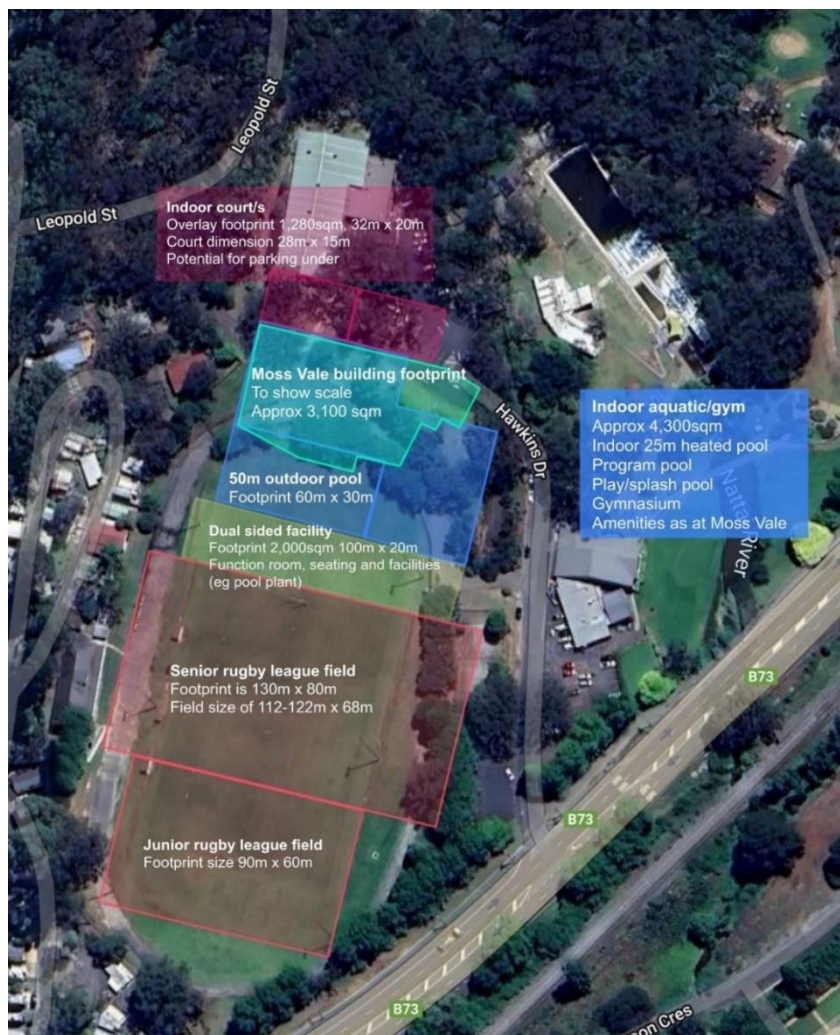 Leopold St
Leopold St
Indoor court/s
Overlay footprint 1,280sqm, 32m x 20m
Court dimension 28m x 15m
Potential for parking under
Moss Vale building footprint
To show scale
Approx 3,100 sqm
Hawkins Dr
Indoor aquatic/gym
Approx 4,300sqm
Indoor 25m heated pool
Program pool
Play/splash pool
Gymnasium
Amenities as at Moss Vale
Nattai River
50m outdoor pool
Footprint 60m x 30m
Dual sided facility
Footprint 2,000sqm 100m x 20m
Function room, seating and facilities
(eg pool plant)
Senior rugby league field
Footprint is 130m x 80m
Field size of 112-122m x 68m
B73
B73
Junior rugby league field
Footprint size 90m x 60m
B73
son Cres